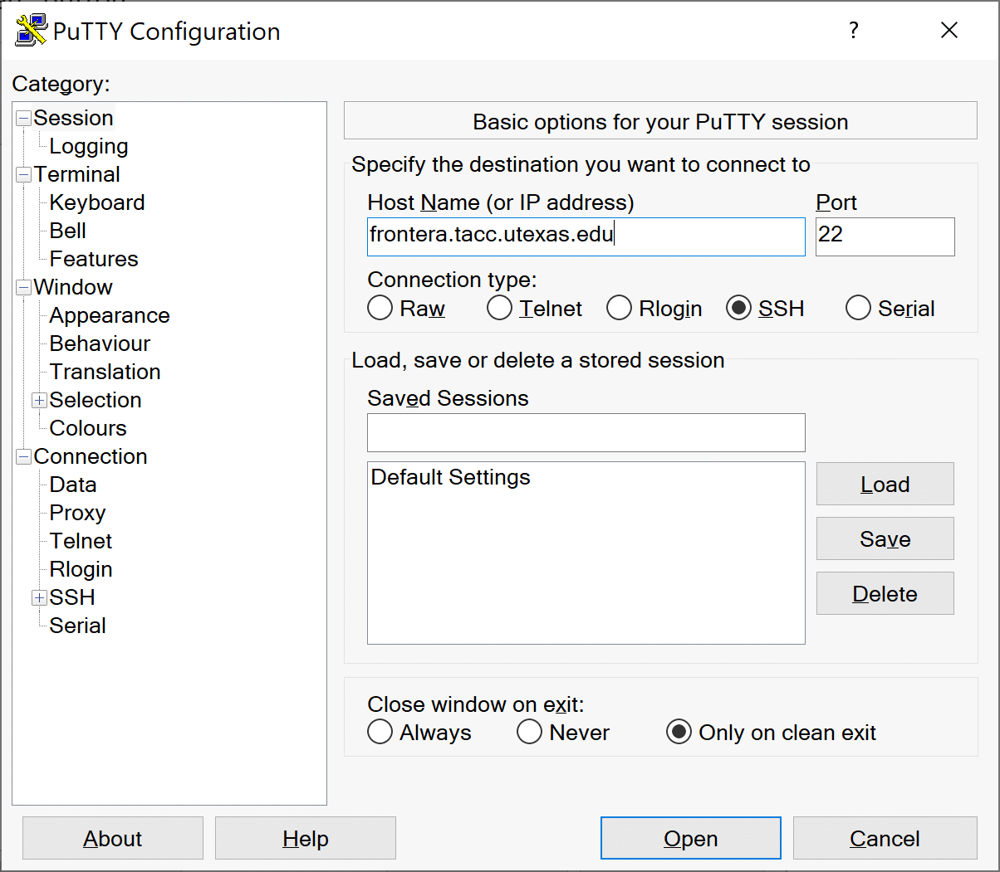 PuTTY Configuration
?
Category:
Session
Logging
Terminal
Keyboard
Bell
Features
Window
Appearance
Behaviour
Translation
Selection
Colours
Connection
Data
Proxy
Telnet
Rlogin
SSH
Serial
Basic options for your PuTTY session
Specify the destination you want to connect to
Host Name (or IP address) Port
frontera.tacc.utexas.edu 22
Connection type:
Raw Telnet Rlogin SSH Serial
Load, save or delete a stored session
Saved Sessions
Default Settings
Load
Save
Delete
Close window on exit:
Always Never Only on clean exit
About Help Open Cancel